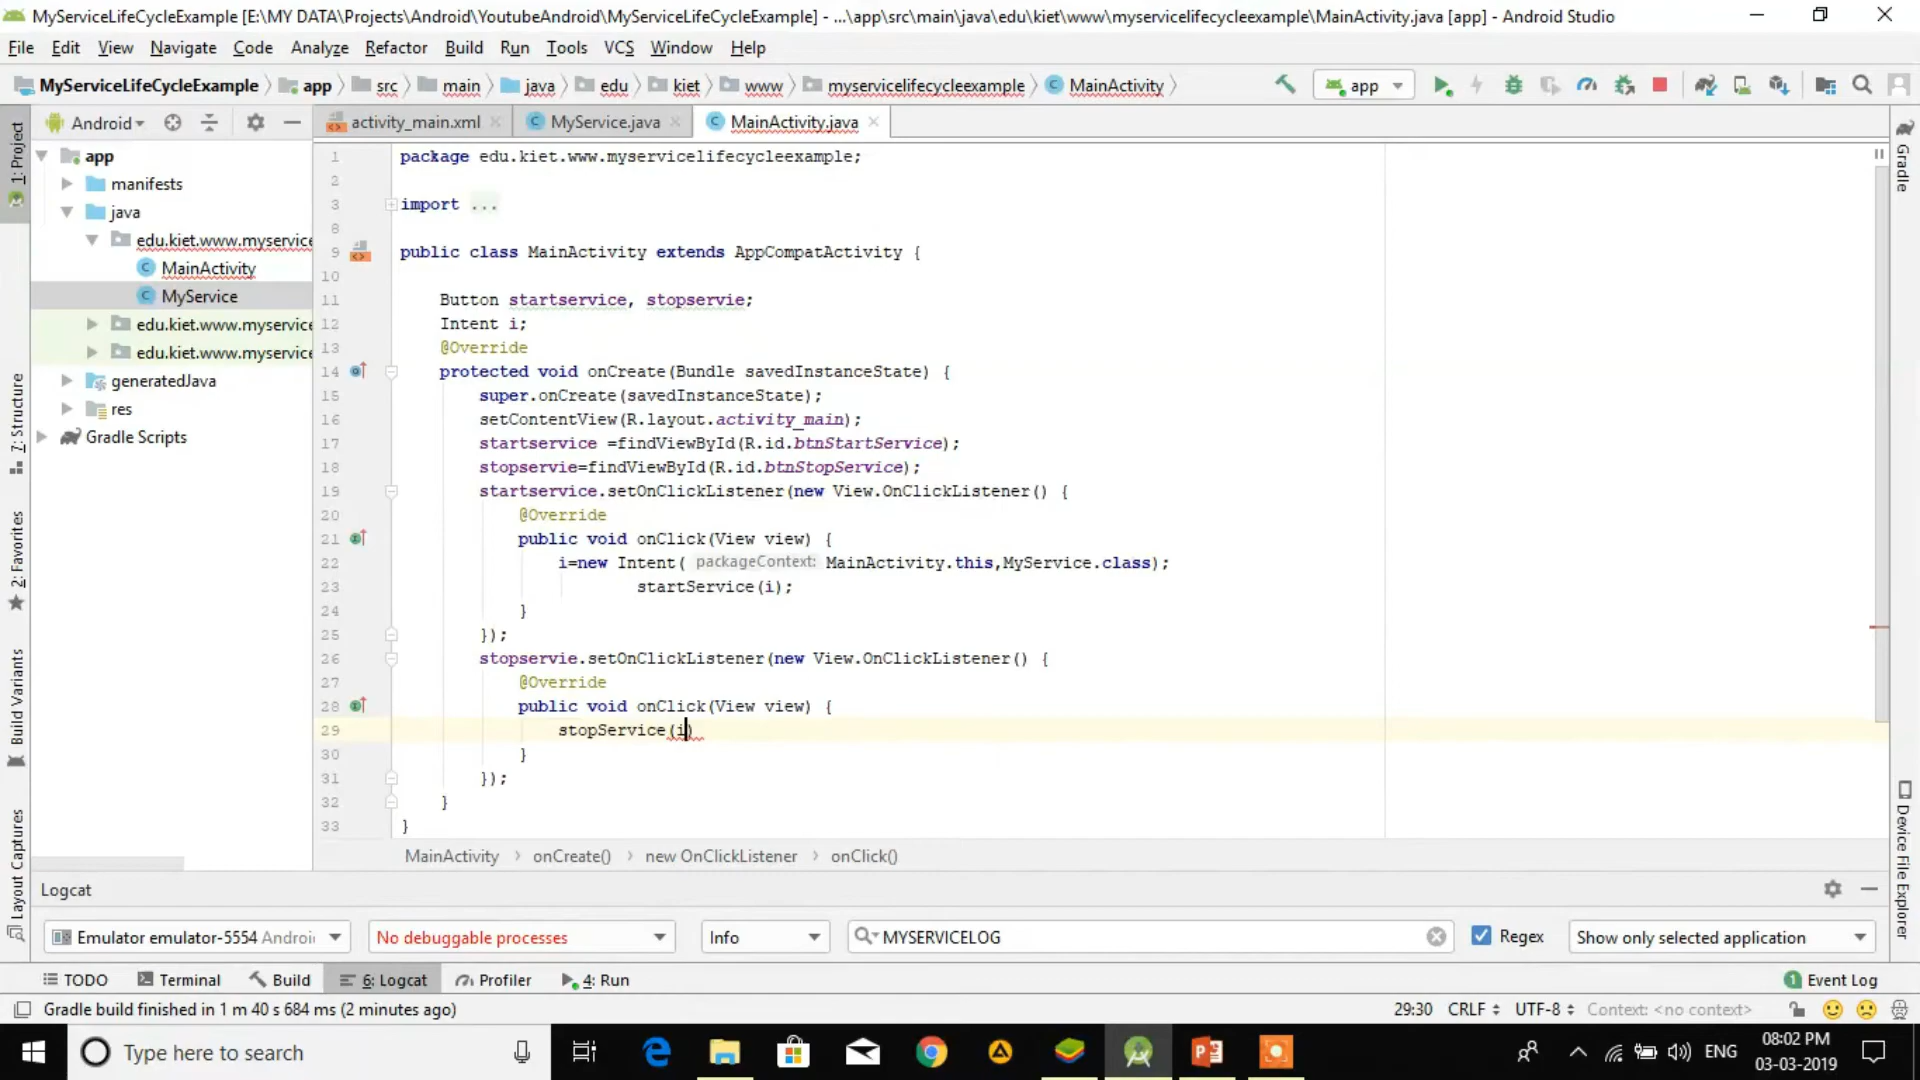 MyServiceLifeCycleExample [E:\MY DATA\Projects\Android\YoutubeAndroid\MyServiceLifeCycleExample] - ...\app\src\main\java\edu\kiet\www\myservicelifecycleexample\MainActivity.java [app] - Android Studio
File Edit View Navigate Code Analyze Refactor Build Run Tools VCS Window Help
MyServiceLifeCycleExample app src main java edu kiet www myservicelifecycleexample MainActivity app
Android activity_main.xml MyService.java MainActivity.java
1: Project
7: Structure
2: Favorites
Build Variants
Layout Captures
app
manifests
java
edu.kiet.www.myservice
MainActivity
MyService
edu.kiet.www.myservice
edu.kiet.www.myservice
generatedJava
res
Gradle Scripts
1 package edu.kiet.www.myservicelifecycleexample;
2
3 import ...
8
9 public class MainActivity extends AppCompatActivity {
10
11 Button startservice, stopservie;
12 Intent i;
13 @Override
14 protected void onCreate(Bundle savedInstanceState) {
15 super.onCreate(savedInstanceState);
16 setContentView(R.layout.activity_main);
17 startservice =findViewById(R.id.btnStartService);
18 stopservie=findViewById(R.id.btnStopService);
19 startservice.setOnClickListener(new View.OnClickListener() {
20 @Override
21 public void onClick(View view) {
22 i=new Intent( packageContext: MainActivity.this,MyService.class);
23 startService(i);
24 }
25 });
26 stopservie.setOnClickListener(new View.OnClickListener() {
27 @Override
28 public void onClick(View view) {
29 stopService(i)
30 }
31 });
32 }
33 }
Gradle
Device File Explorer
MainActivity › onCreate() › new OnClickListener › onClick()
Logcat
Emulator emulator-5554 Androi No debuggable processes Info MYSERVICELOG Regex Show only selected application
TODO Terminal Build 6: Logcat Profiler 4: Run 1 Event Log
Gradle build finished in 1 m 40 s 684 ms (2 minutes ago) 29:30 CRLF UTF-8 Context: <no context>
Type here to search ENG 08:02 PM
03-03-2019